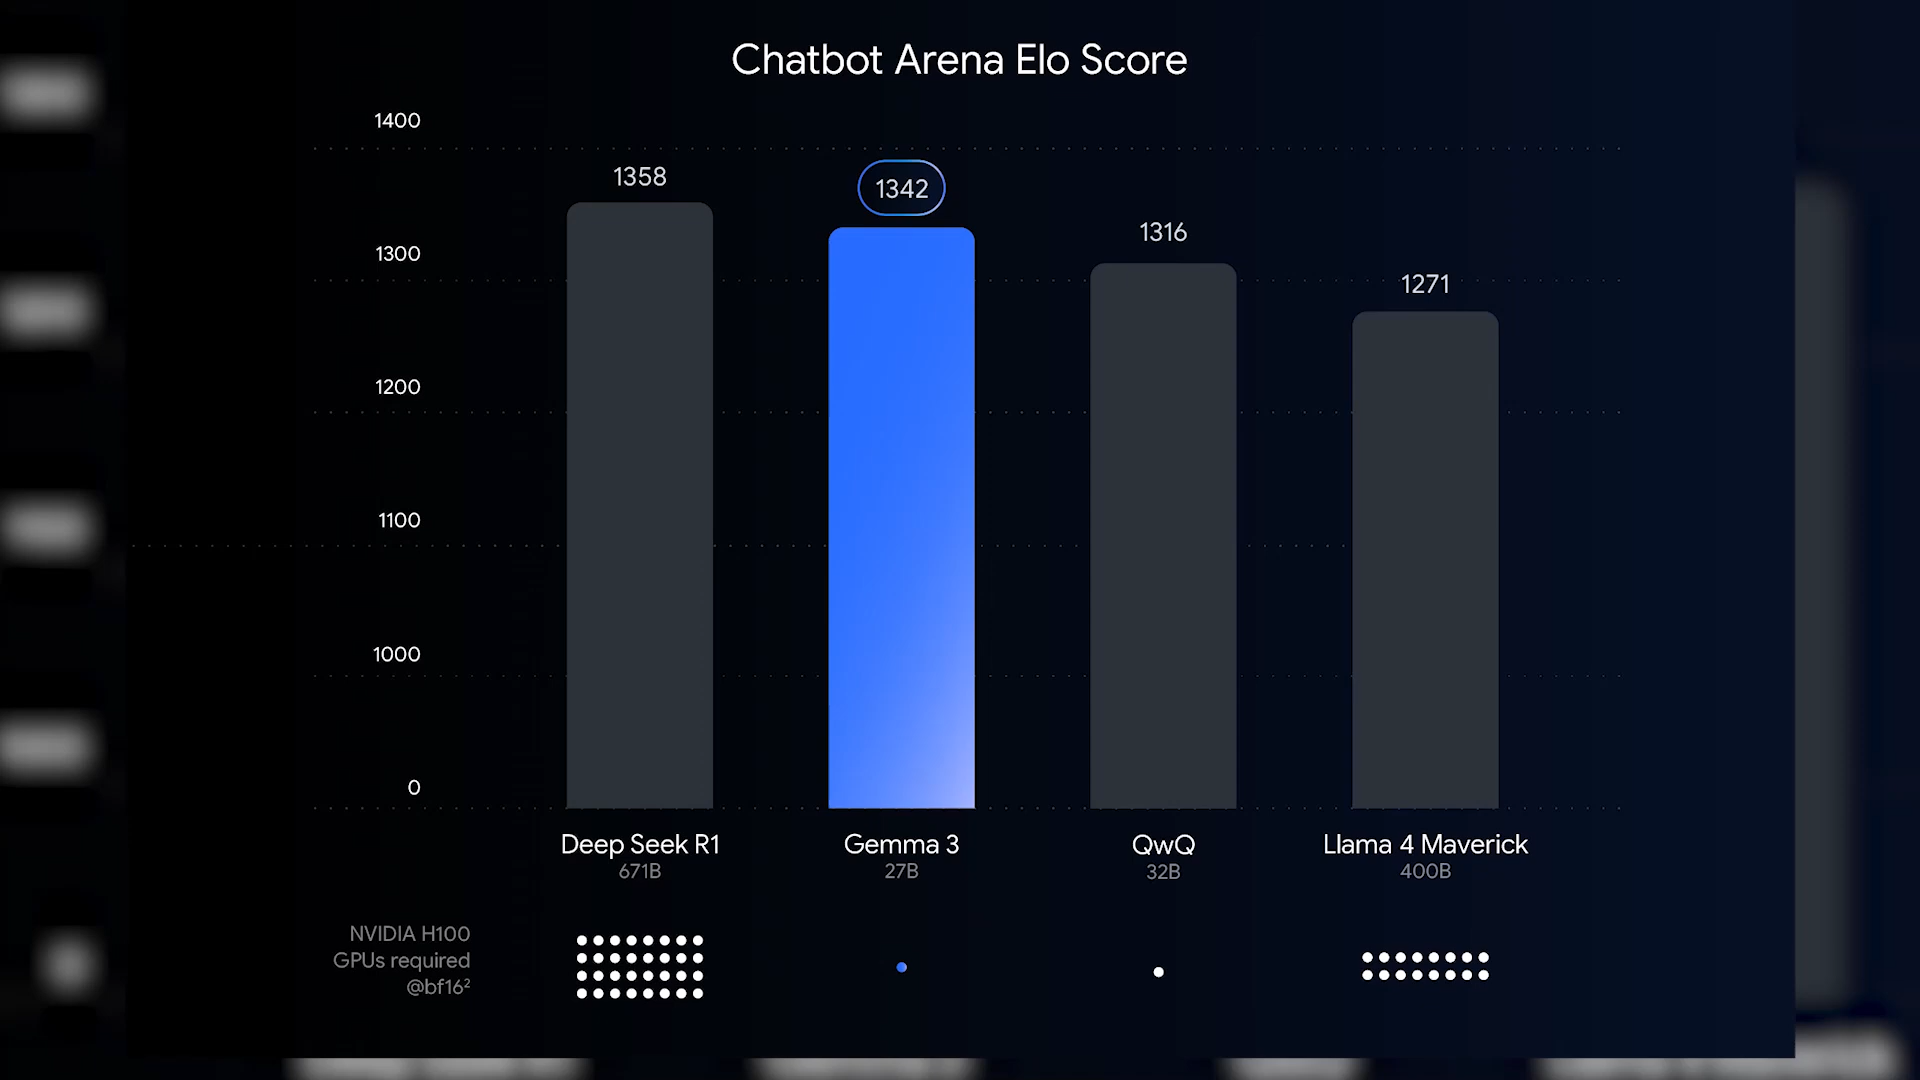 Chatbot Arena Elo Score
1400
1358
1342
1316
1300
1271
1200
1100
1000
0
Deep Seek R1
671B
Gemma 3
27B
QwQ
32B
Llama 4 Maverick
400B
NVIDIA H100
GPUs required
@bf16²